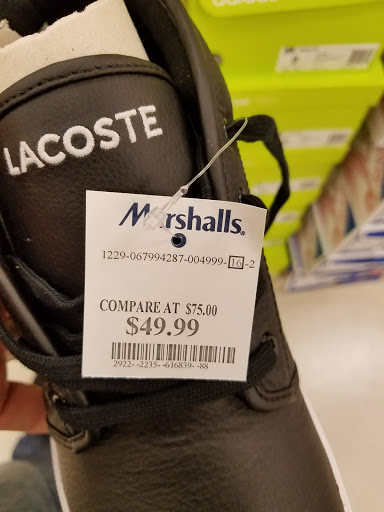 LACOSTE
Marshalls®
1229-067994287-004999-16-2
COMPARE AT $75.00
$49.99
2922- -2235- -616839- -88